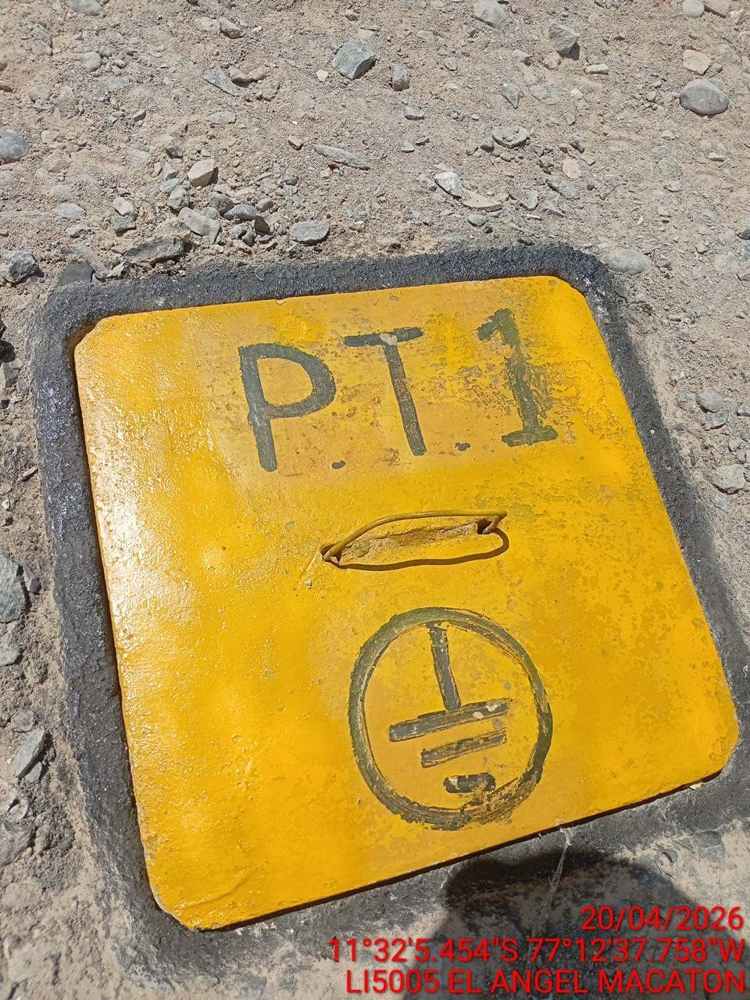 P.T.1
20/04/2026
11°32'5.454"S 77°12'37.758"W
LI5005 EL ANGEL MACATON